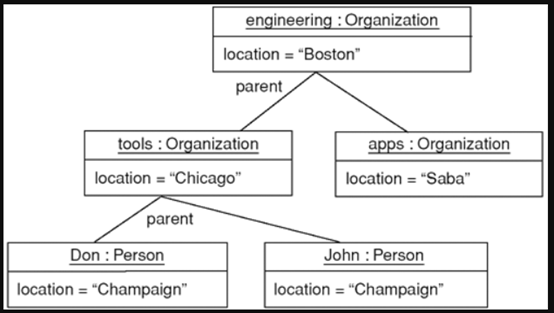 engineering : Organization
location = “Boston”
parent
tools : Organization
apps : Organization
location = “Chicago”
location = “Saba”
parent
Don : Person
John : Person
location = “Champaign”
location = “Champaign”